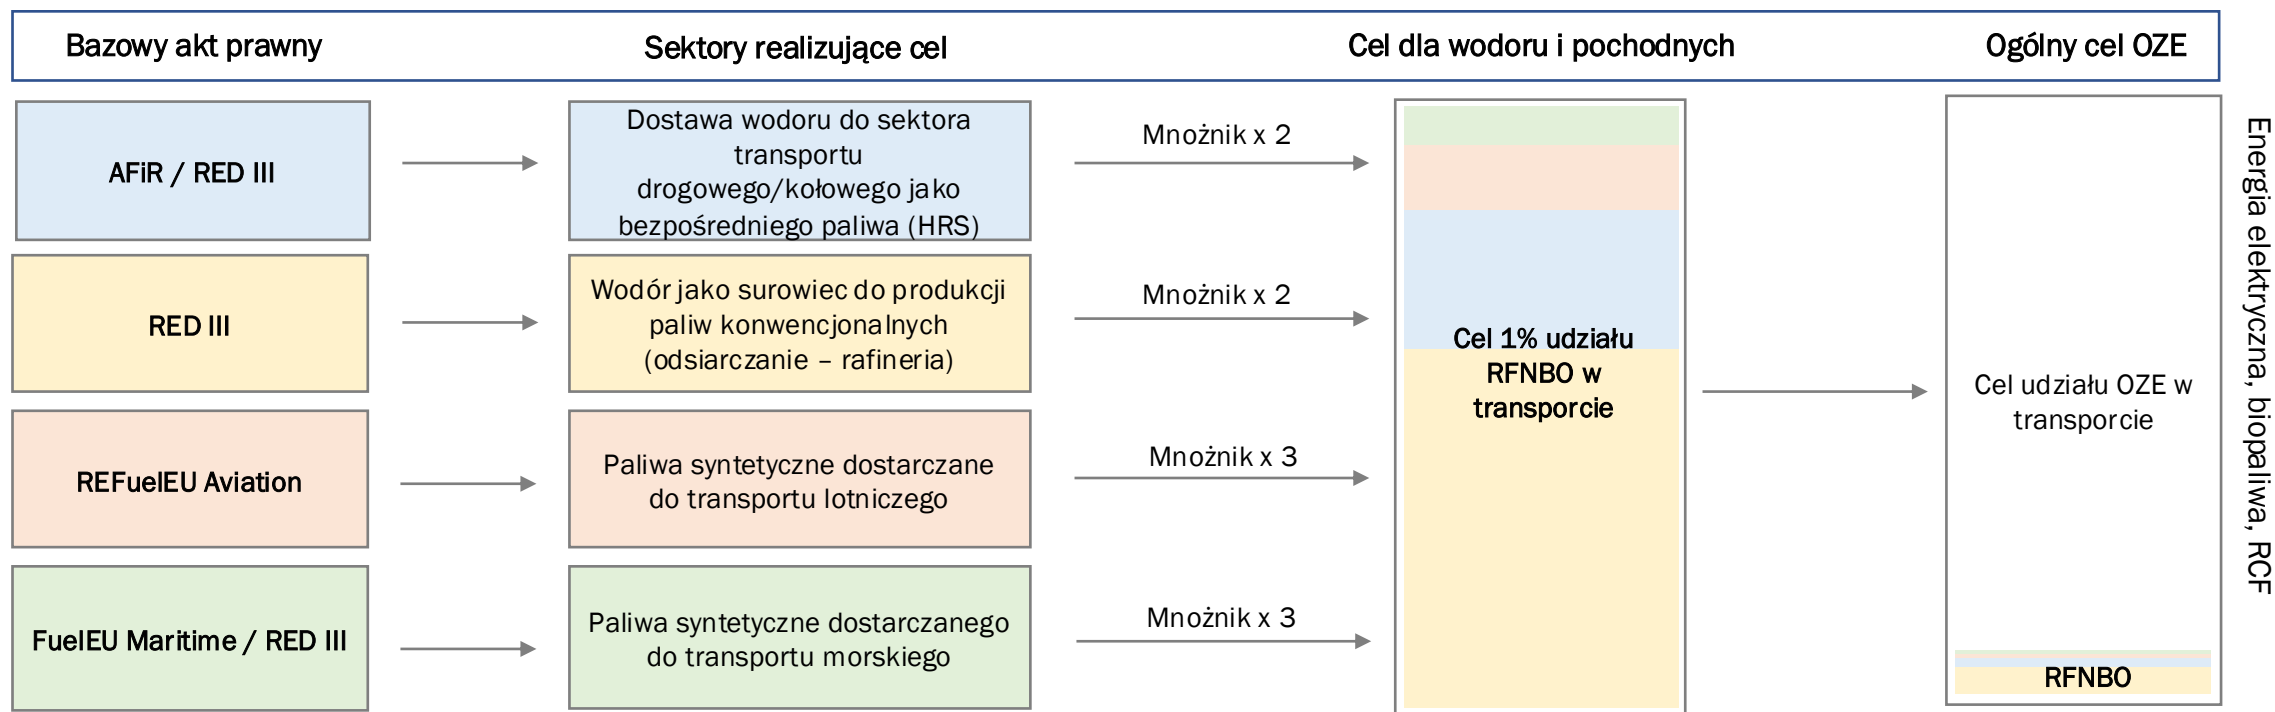 Bazowy akt prawny
Sektory realizujące cel
Cel dla wodoru i pochodnych
Ogólny cel OZE
AFiR / RED III
Dostawa wodoru do sektora
transportu
drogowego/kołowego jako
bezpośredniego paliwa (HRS)
Mnożnik x 2
RED III
Wodór jako surowiec do produkcji
paliw konwencjonalnych
(odsiarczanie – rafineria)
Mnożnik x 2
REFuelEU Aviation
Paliwa syntetyczne dostarczane
do transportu lotniczego
Mnożnik x 3
FuelEU Maritime / RED III
Paliwa syntetyczne dostarczanego
do transportu morskiego
Mnożnik x 3
Cel 1% udziału
RFNBO w
transporcie
Cel udziału OZE w
transporcie
RFNBO
Energia elektryczna, biopaliwa, RCF